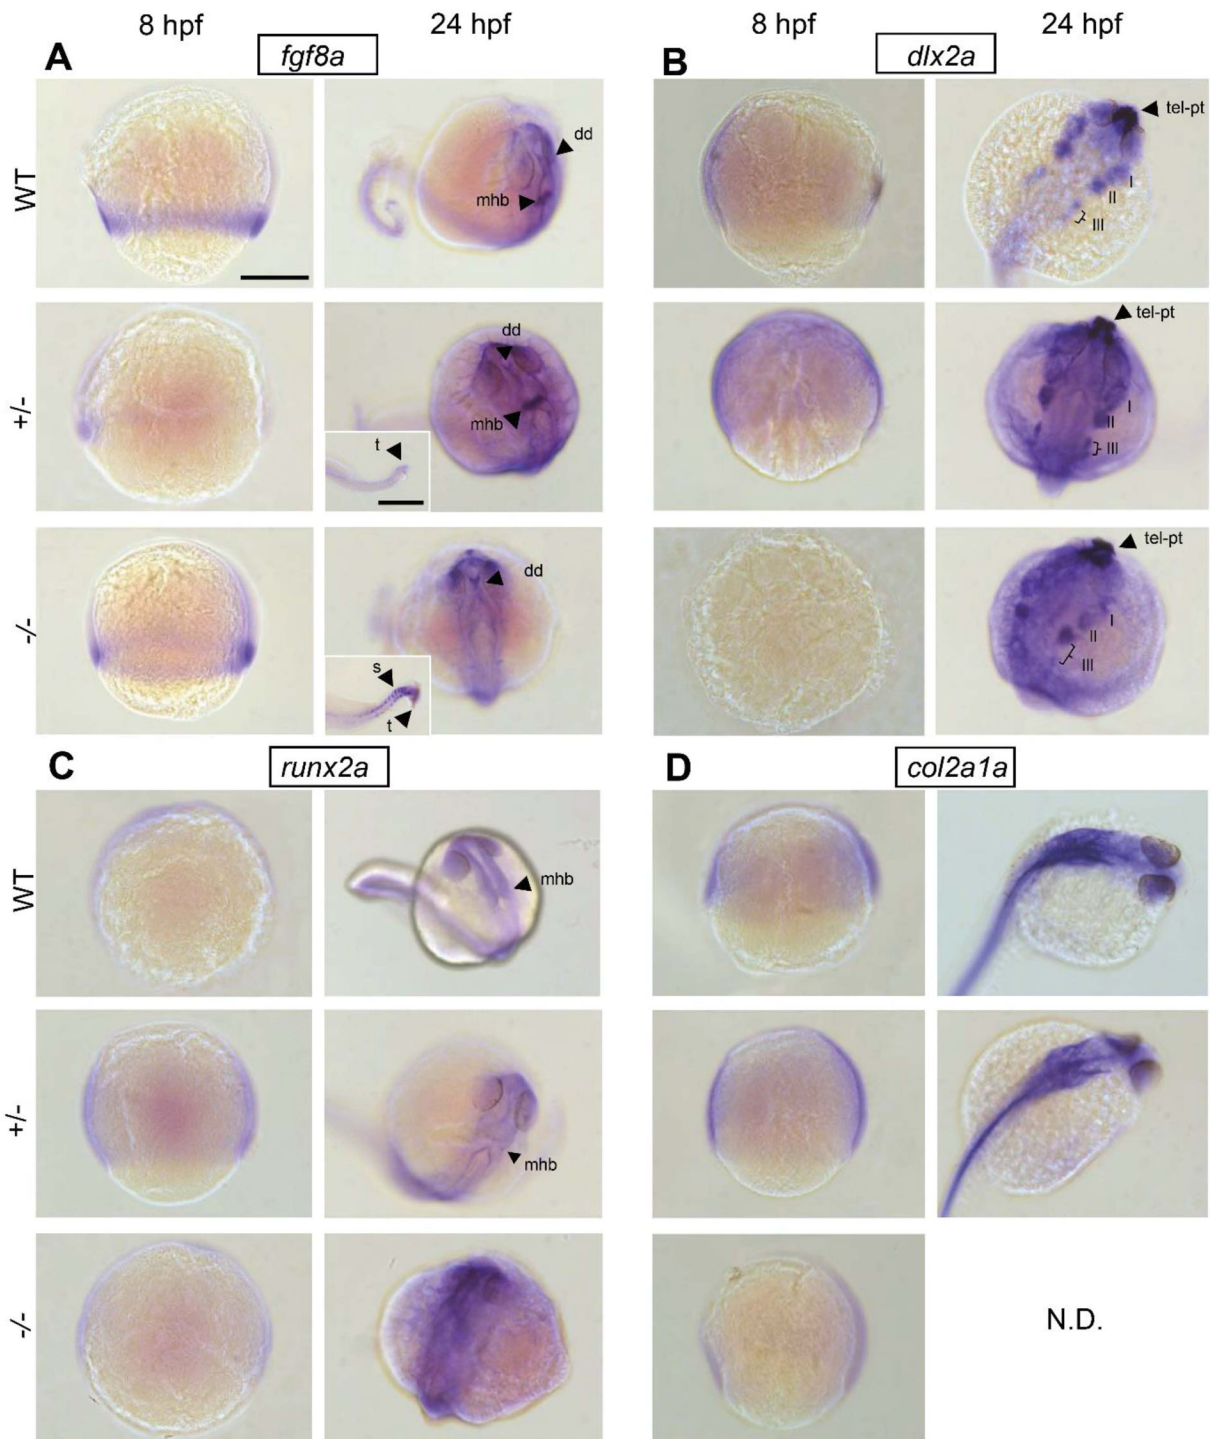 8 hpf 24 hpf 8 hpf 24 hpf
A fgf8a B dlx2a
WT
dd
mhb
tel-pt
I
II
III
+/-
dd
mhb
t
tel-pt
I
II
III
-/-
dd
s
t
tel-pt
I
II
III
C runx2a D col2a1a
WT
mhb
+/-
mhb
-/-
N.D.